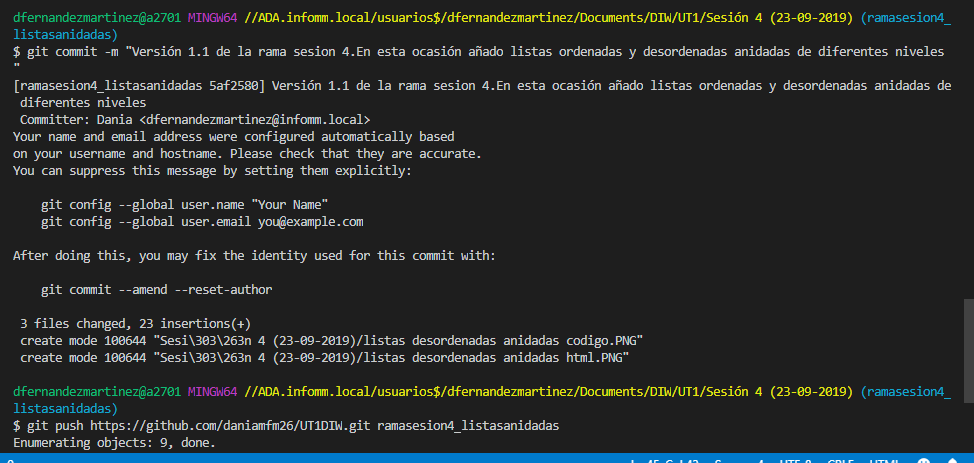 dfernandezmartinez@a2701 MINGW64 //ADA.infomm.local/usuarios$/dfernandezmartinez/Documents/DIW/UT1/Sesión 4 (23-09-2019) (ramasesion4_
listasanidadas)
$ git commit -m "Versión 1.1 de la rama sesion 4.En esta ocasión añado listas ordenadas y desordenadas anidadas de diferentes niveles
"
[ramasesion4_listasanidadas 5af2580] Versión 1.1 de la rama sesion 4.En esta ocasión añado listas ordenadas y desordenadas anidadas de
 diferentes niveles
 Committer: Dania <dfernandezmartinez@infomm.local>
Your name and email address were configured automatically based
on your username and hostname. Please check that they are accurate.
You can suppress this message by setting them explicitly:

    git config --global user.name "Your Name"
    git config --global user.email you@example.com

After doing this, you may fix the identity used for this commit with:

    git commit --amend --reset-author

 3 files changed, 23 insertions(+)
 create mode 100644 "Sesi\303\263n 4 (23-09-2019)/listas desordenadas anidadas codigo.PNG"
 create mode 100644 "Sesi\303\263n 4 (23-09-2019)/listas desordenadas anidadas html.PNG"

dfernandezmartinez@a2701 MINGW64 //ADA.infomm.local/usuarios$/dfernandezmartinez/Documents/DIW/UT1/Sesión 4 (23-09-2019) (ramasesion4_
listasanidadas)
$ git push https://github.com/daniamfm26/UT1DIW.git ramasesion4_listasanidadas
Enumerating objects: 9, done.